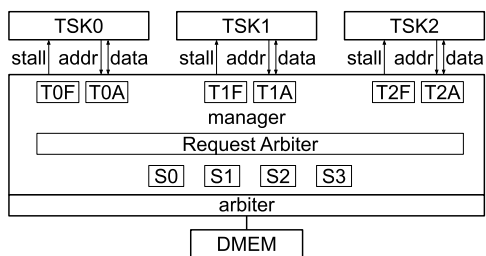 TSK0 TSK1 TSK2
stall addr data stall addr data stall addr data
T0F T0A T1F T1A T2F T2A
manager
Request Arbiter
S0 S1 S2 S3
arbiter
DMEM